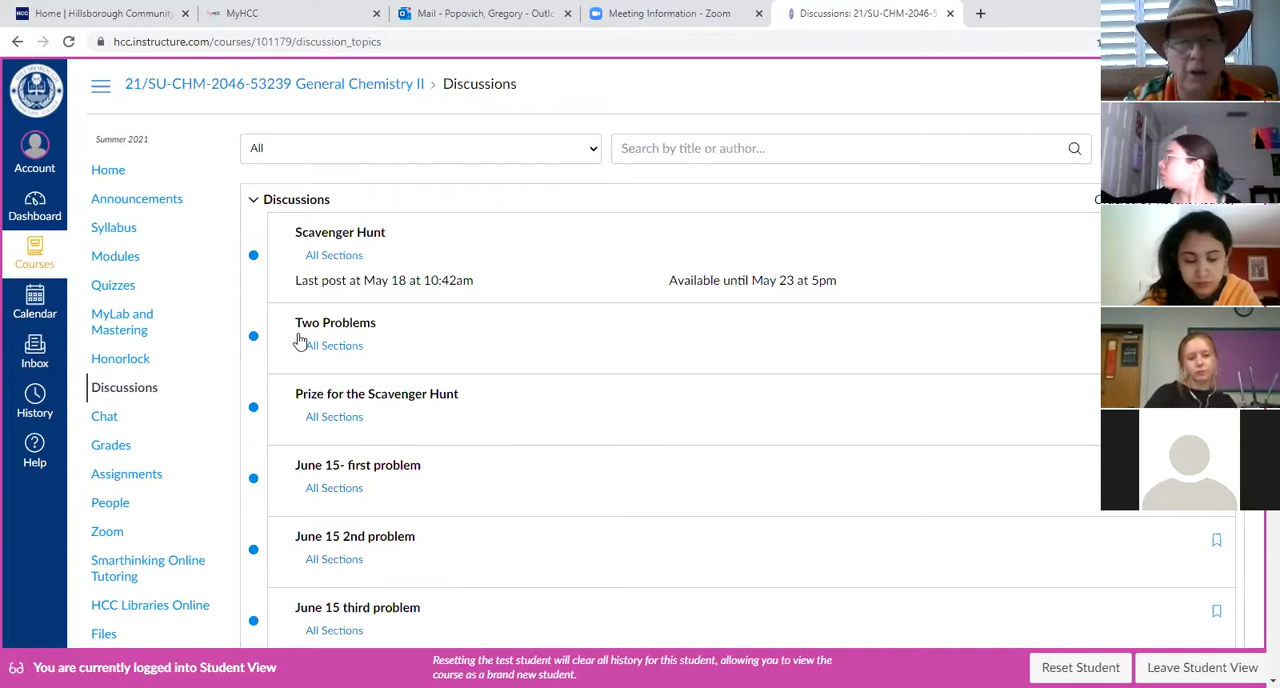 Home | Hillsborough Community
MyHCC
Mail - Popovich, Gregory - Outlo
Meeting Information - Zoom
Discussions: 21/SU-CHM-2046-5
hcc.instructure.com/courses/101179/discussion_topics
21/SU-CHM-2046-53239 General Chemistry II › Discussions
Account
Dashboard
Courses
Calendar
Inbox
History
Help
Summer 2021
Home
Announcements
Syllabus
Modules
Quizzes
MyLab and
Mastering
Honorlock
Discussions
Chat
Grades
Assignments
People
Zoom
Smarthinking Online
Tutoring
HCC Libraries Online
Files
All
Search by title or author...
Discussions
Scavenger Hunt
All Sections
Last post at May 18 at 10:42am
Available until May 23 at 5pm
Two Problems
All Sections
Prize for the Scavenger Hunt
All Sections
June 15- first problem
All Sections
June 15 2nd problem
All Sections
June 15 third problem
All Sections
You are currently logged into Student View
Resetting the test student will clear all history for this student, allowing you to view the
course as a brand new student.
Reset Student
Leave Student View